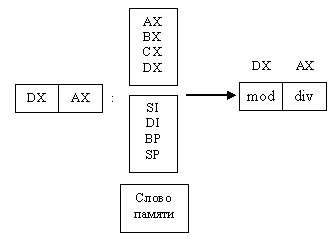 AX
BX
CX
DX
DX AX
DX AX :
mod div
SI
DI
BP
SP
Слово
памяти